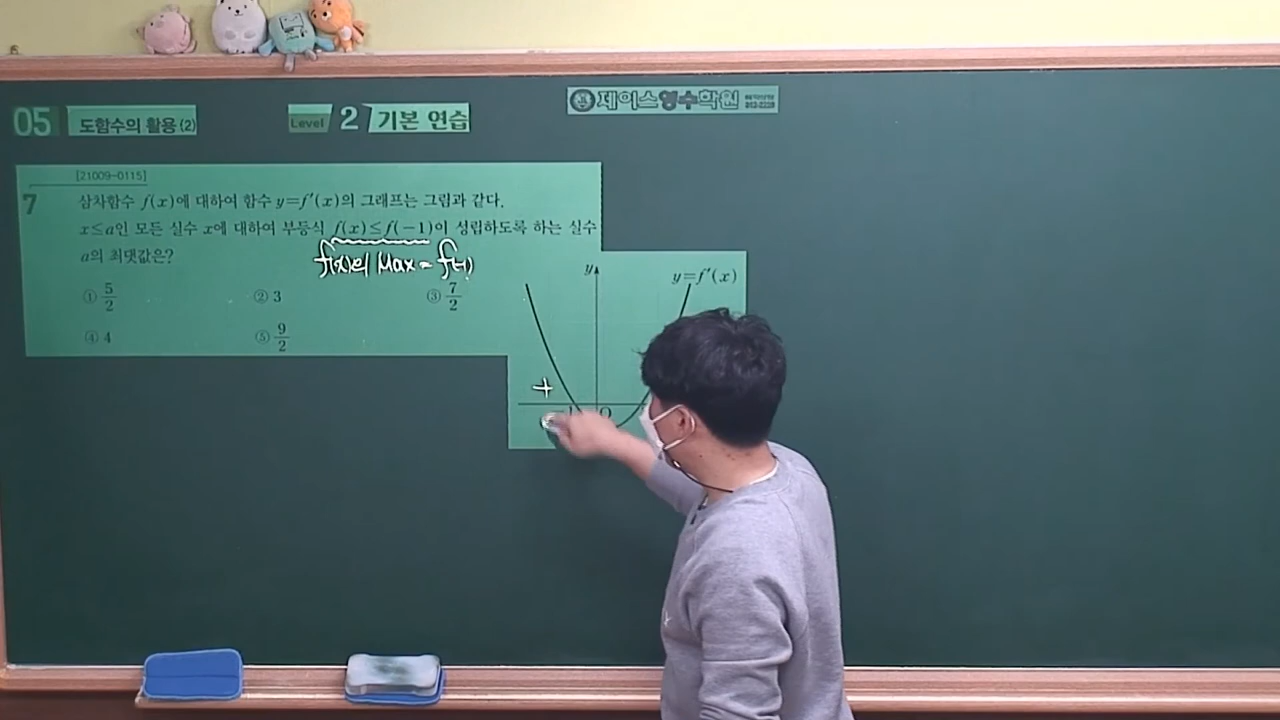 05 도함수의 활용 (2)
Level 2 기본 연습
제이스영수학원
[21009-0115]
7 삼차함수 f(x)에 대하여 함수 y=f′(x)의 그래프는 그림과 같다.
x≤a인 모든 실수 x에 대하여 부등식 f(x)≤f(−1)이 성립하도록 하는 실수
a의 최댓값은?
f(x)의 Max = f(-1)
① 5/2 ② 3 ③ 7/2
④ 4 ⑤ 9/2
y
y=f′(x)
+
O